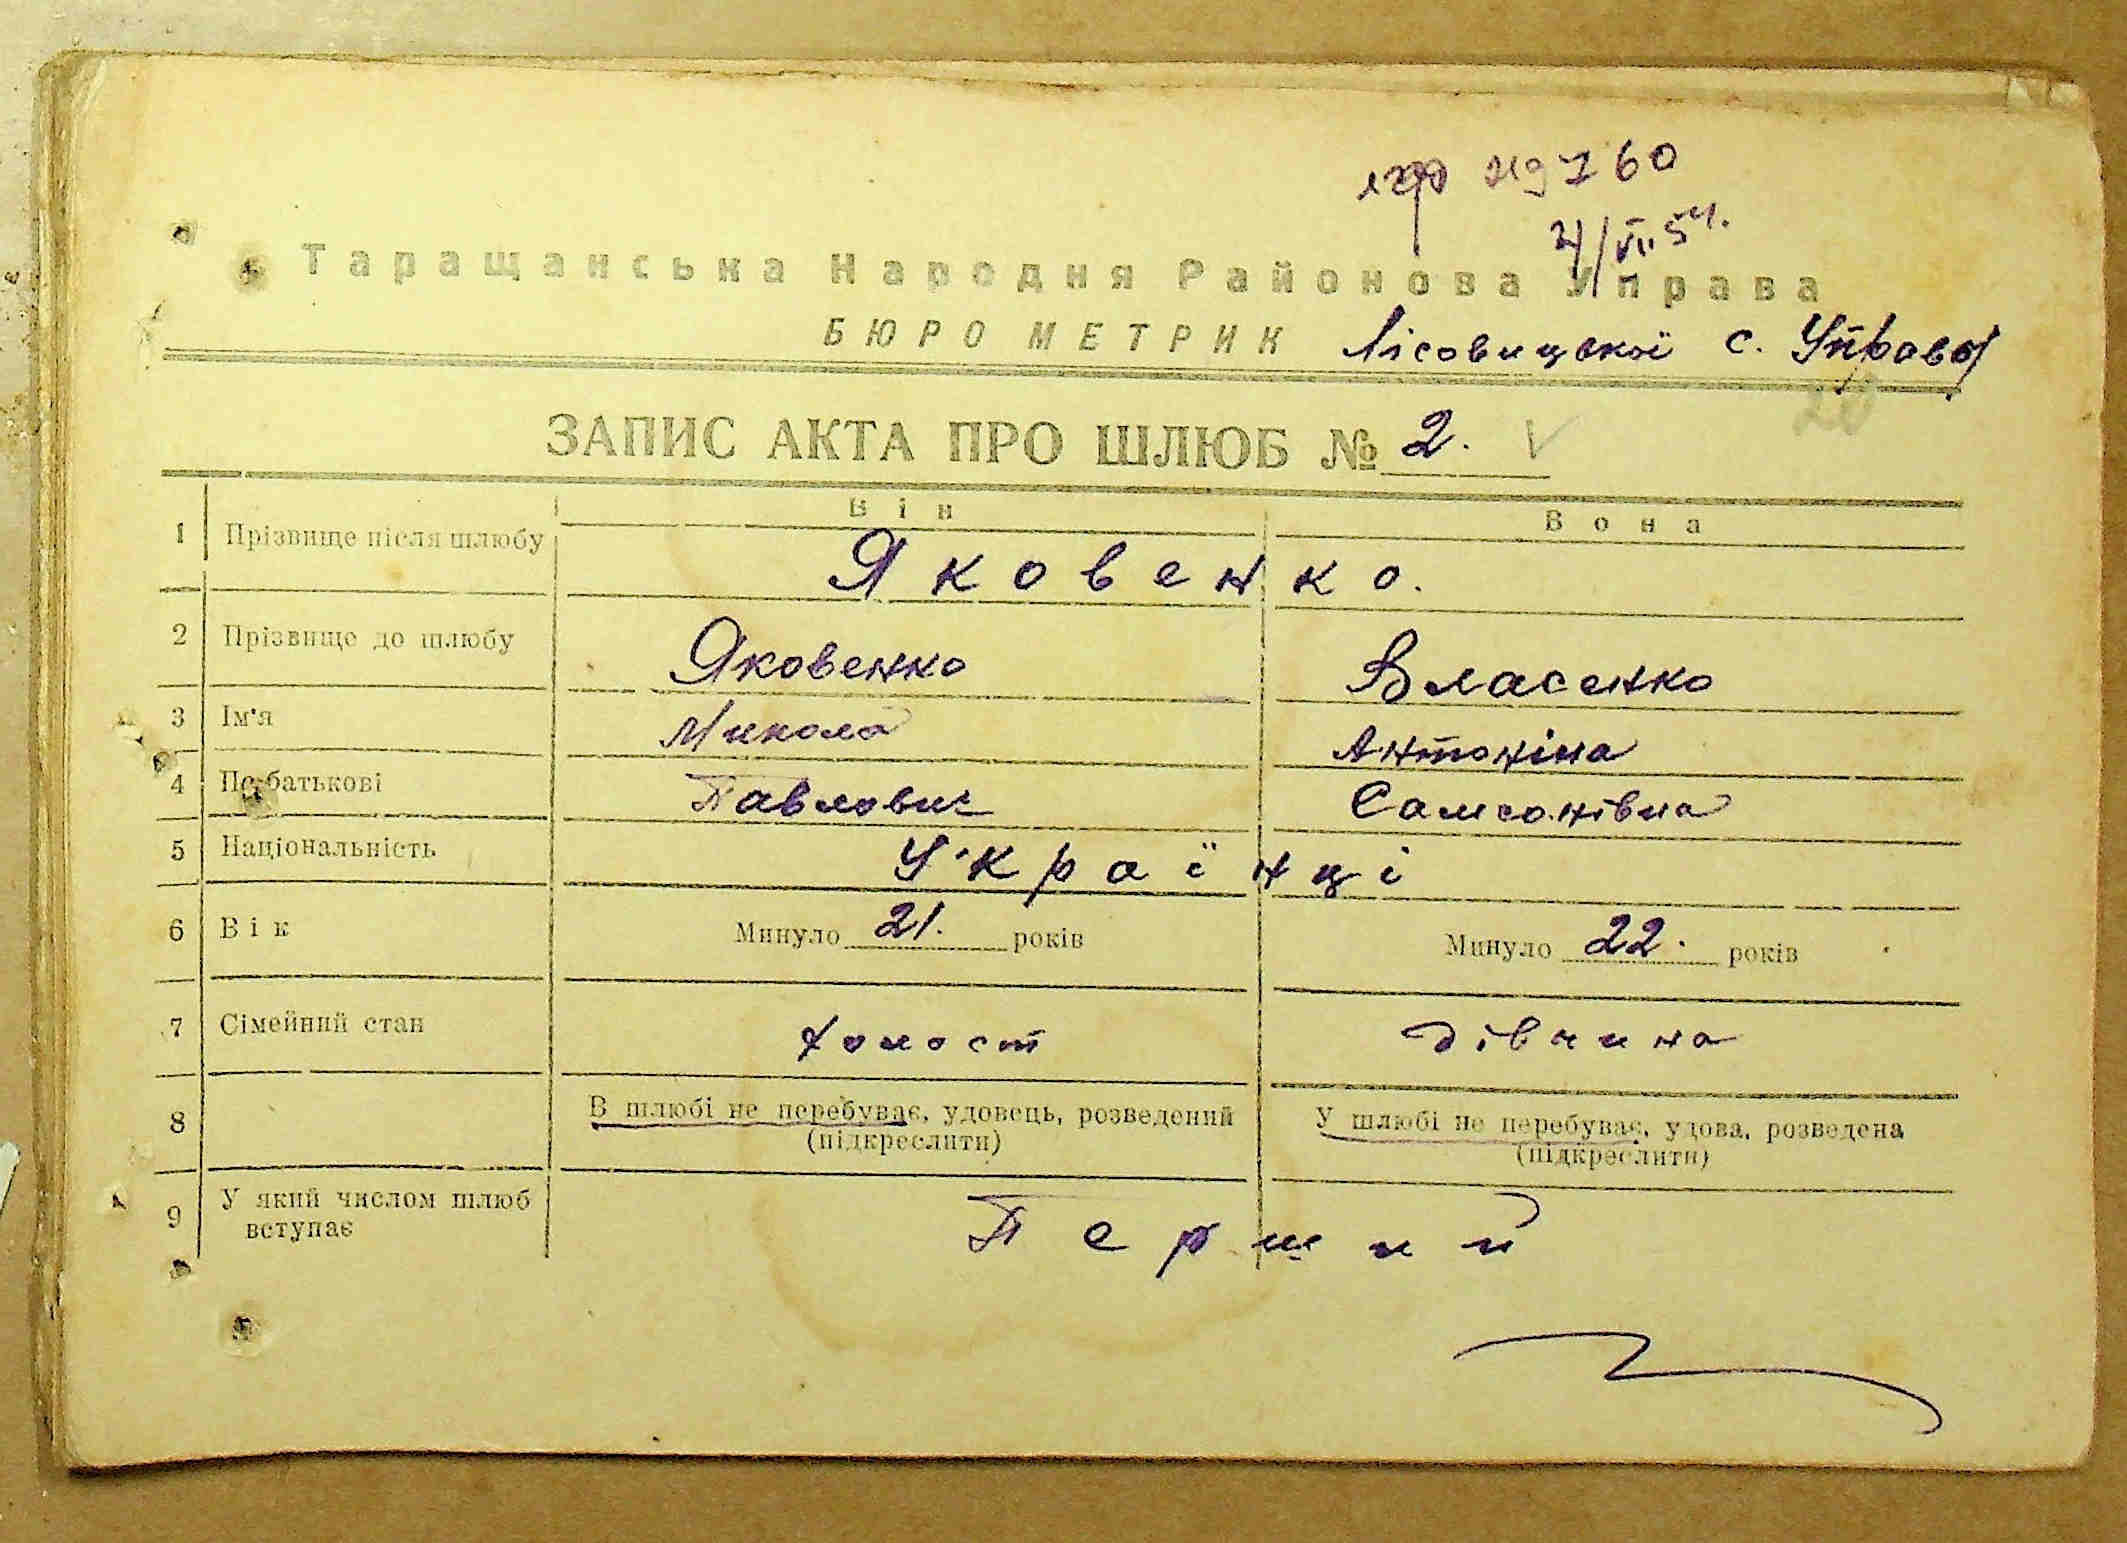 219760
Таращанська Народня Районова Управа
БЮРО МЕТРИК Лісовицької с. Управи
20
ЗАПИС АКТА ПРО ШЛЮБ № 2.
Він Вона
1 Прізвище після шлюбу Яковенко.
2 Прізвище до шлюбу Яковенко Власенко
3 Ім'я Микола Антоніна
4 По батькові Павлович Самсонівна
5 Національність Українці
6 Вік Минуло 21. років Минуло 22. років
7 Сімейний стан холост дівчина
8 В шлюбі не перебуває, удовець, розведений У шлюбі не перебуває, удова, розведена
(підкреслити) (підкреслити)
9 У який числом шлюб Перший
вступає